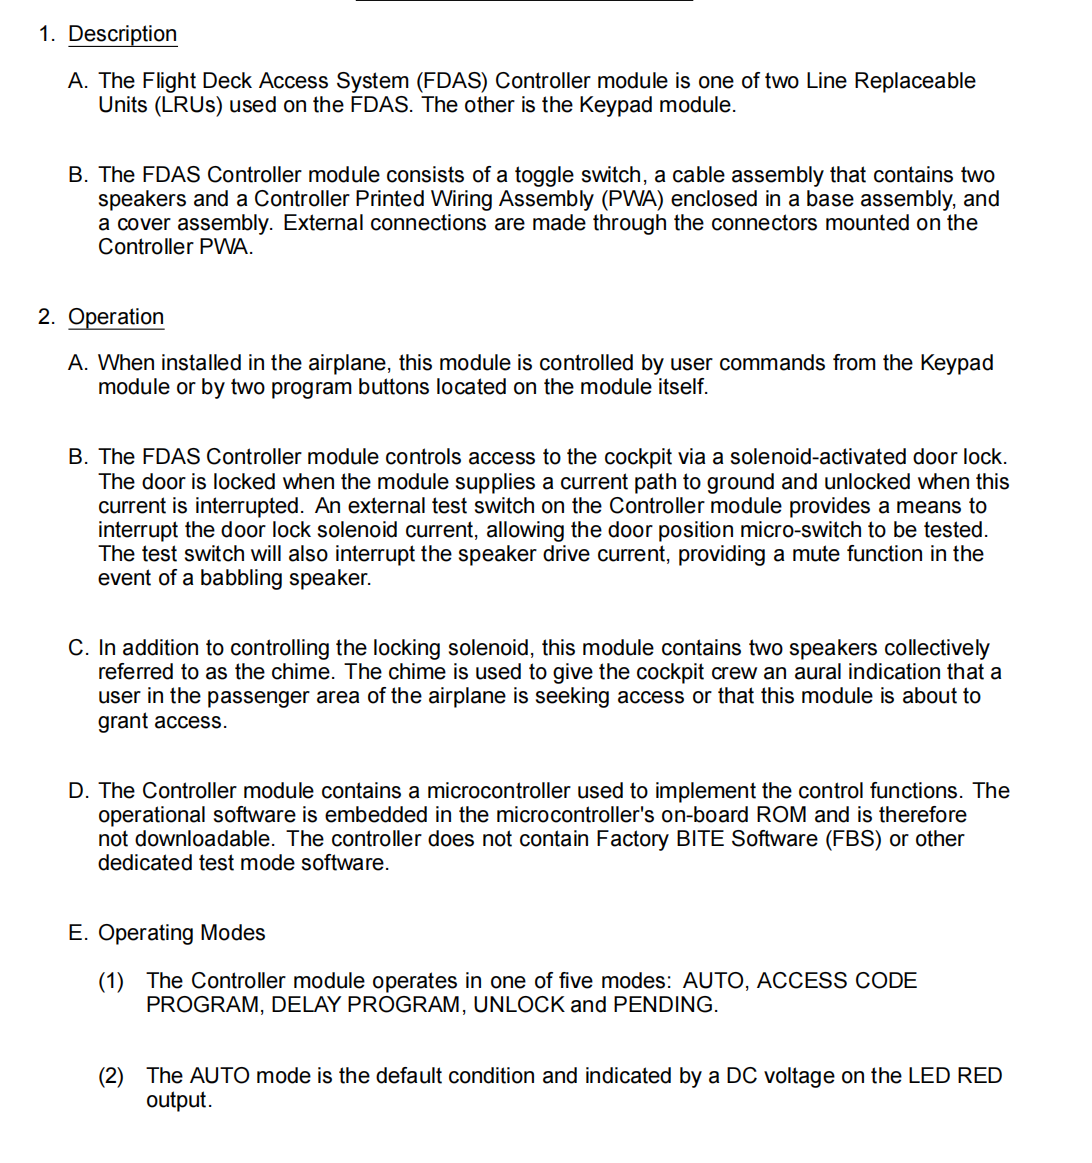 1. Description
A. The Flight Deck Access System (FDAS) Controller module is one of two Line Replaceable
Units (LRUs) used on the FDAS. The other is the Keypad module.
B. The FDAS Controller module consists of a toggle switch, a cable assembly that contains two
speakers and a Controller Printed Wiring Assembly (PWA) enclosed in a base assembly, and
a cover assembly. External connections are made through the connectors mounted on the
Controller PWA.
2. Operation
A. When installed in the airplane, this module is controlled by user commands from the Keypad
module or by two program buttons located on the module itself.
B. The FDAS Controller module controls access to the cockpit via a solenoid-activated door lock.
The door is locked when the module supplies a current path to ground and unlocked when this
current is interrupted. An external test switch on the Controller module provides a means to
interrupt the door lock solenoid current, allowing the door position micro-switch to be tested.
The test switch will also interrupt the speaker drive current, providing a mute function in the
event of a babbling speaker.
C. In addition to controlling the locking solenoid, this module contains two speakers collectively
referred to as the chime. The chime is used to give the cockpit crew an aural indication that a
user in the passenger area of the airplane is seeking access or that this module is about to
grant access.
D. The Controller module contains a microcontroller used to implement the control functions. The
operational software is embedded in the microcontroller's on-board ROM and is therefore
not downloadable. The controller does not contain Factory BITE Software (FBS) or other
dedicated test mode software.
E. Operating Modes
(1) The Controller module operates in one of five modes: AUTO, ACCESS CODE
PROGRAM, DELAY PROGRAM, UNLOCK and PENDING.
(2) The AUTO mode is the default condition and indicated by a DC voltage on the LED RED
output.